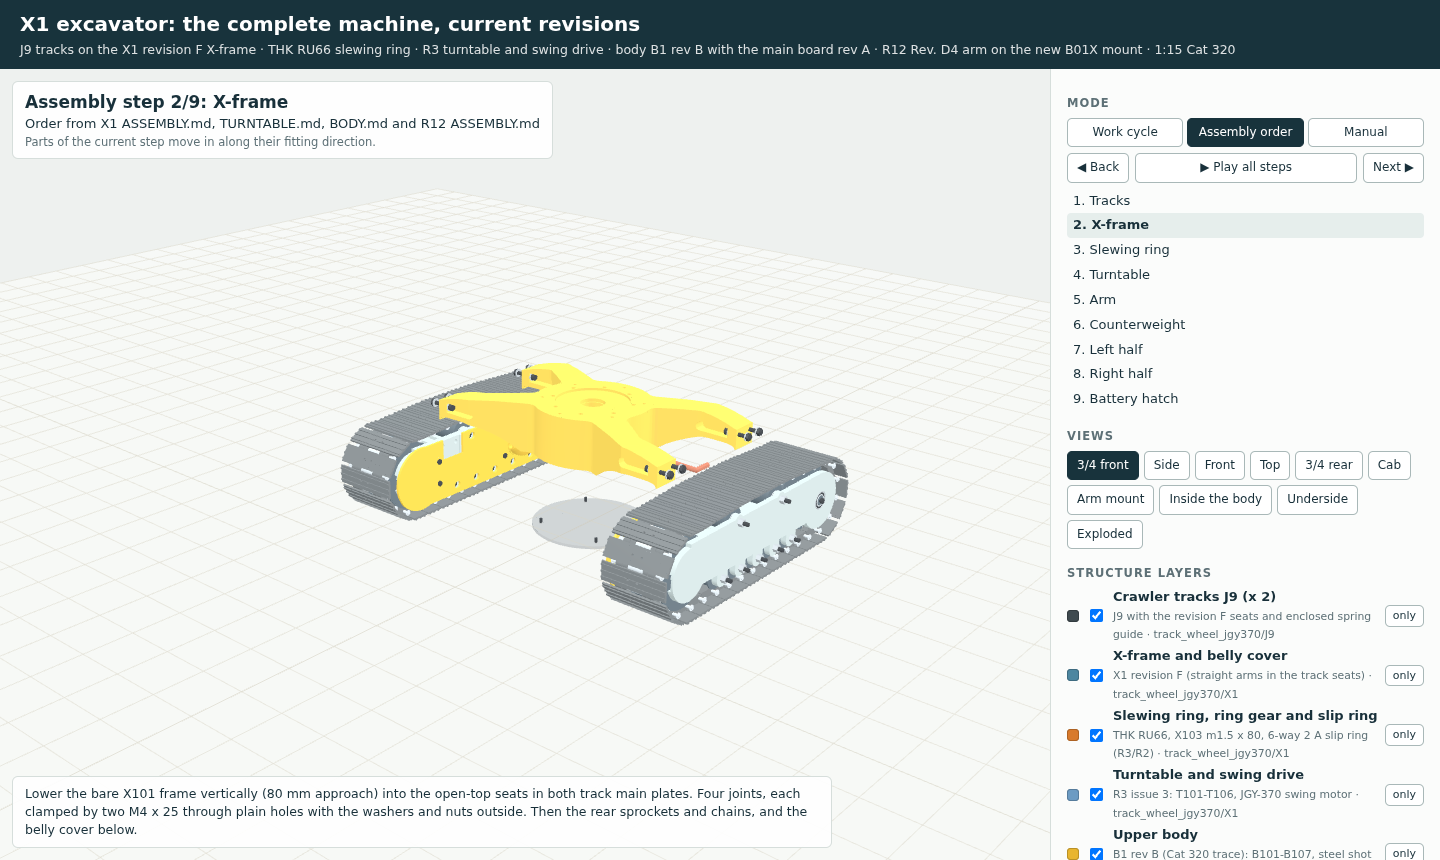 X1 excavator: the complete machine, current revisions
J9 tracks on the X1 revision F X-frame · THK RU66 slewing ring · R3 turntable and swing drive · body B1 rev B with the main board rev A · R12 Rev. D4 arm on the new B01X mount · 1:15 Cat 320
Assembly step 2/9: X-frame
Order from X1 ASSEMBLY.md, TURNTABLE.md, BODY.md and R12 ASSEMBLY.md
Parts of the current step move in along their fitting direction.
MODE
Work cycle
Assembly order
Manual
◀ Back
▶ Play all steps
Next ▶
1. Tracks
2. X-frame
3. Slewing ring
4. Turntable
5. Arm
6. Counterweight
7. Left half
8. Right half
9. Battery hatch
VIEWS
3/4 front
Side
Front
Top
3/4 rear
Cab
Arm mount
Inside the body
Underside
Exploded
STRUCTURE LAYERS
Crawler tracks J9 (x 2)
J9 with the revision F seats and enclosed spring
guide · track_wheel_jgy370/J9
only
X-frame and belly cover
X1 revision F (straight arms in the track seats) ·
track_wheel_jgy370/X1
only
Slewing ring, ring gear and slip ring
THK RU66, X103 m1.5 x 80, 6-way 2 A slip ring
(R3/R2) · track_wheel_jgy370/X1
only
Turntable and swing drive
R3 issue 3: T101-T106, JGY-370 swing motor ·
track_wheel_jgy370/X1
only
Upper body
B1 rev B (Cat 320 trace): B101-B107, steel shot
only
Lower the bare X101 frame vertically (80 mm approach) into the open-top seats in both track main plates. Four joints, each
clamped by two M4 x 25 through plain holes with the washers and nuts outside. Then the rear sprockets and chains, and the
belly cover below.